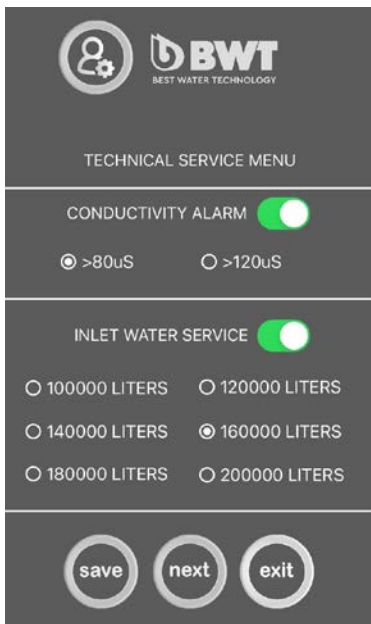 BWT
BEST WATER TECHNOLOGY
TECHNICAL SERVICE MENU
CONDUCTIVITY ALARM
>80uS >120uS
INLET WATER SERVICE
100000 LITERS 120000 LITERS
140000 LITERS 160000 LITERS
180000 LITERS 200000 LITERS
save next exit